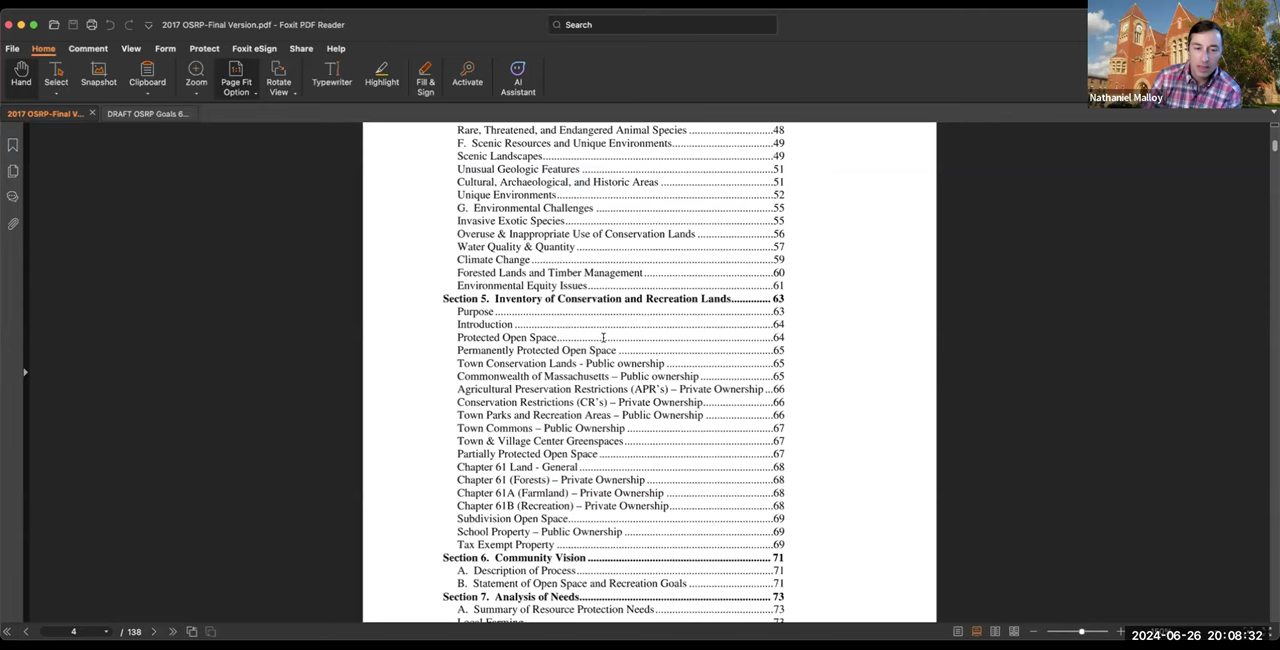 2017 OSRP-Final Version.pdf - Foxit PDF Reader
Search
File Home Comment View Form Protect Foxit eSign Share Help
Hand Select Snapshot Clipboard Zoom Page Fit Option Rotate View Typewriter Highlight Fill & Sign Activate AI Assistant
Nathaniel Malloy
2017 OSRP-Final V... DRAFT OSRP Goals 6...
Rare, Threatened, and Endangered Animal Species ..............................48
F. Scenic Resources and Unique Environments..............................49
Scenic Landscapes..............................49
Unusual Geologic Features ..............................51
Cultural, Archaeological, and Historic Areas ..............................51
Unique Environments..............................52
G. Environmental Challenges ..............................55
Invasive Exotic Species..............................55
Overuse & Inappropriate Use of Conservation Lands ..............................56
Water Quality & Quantity ..............................57
Climate Change ..............................59
Forested Lands and Timber Management ..............................60
Environmental Equity Issues..............................61
Section 5. Inventory of Conservation and Recreation Lands............. 63
Purpose ..............................63
Introduction ..............................64
Protected Open Space..............................64
Permanently Protected Open Space ..............................65
Town Conservation Lands - Public ownership ..............................65
Commonwealth of Massachusetts – Public ownership ..............................65
Agricultural Preservation Restrictions (APR's) – Private Ownership ...66
Conservation Restrictions (CR's) – Private Ownership..............................66
Town Parks and Recreation Areas – Public Ownership ..............................66
Town Commons – Public Ownership ..............................67
Town & Village Center Greenspaces..............................67
Partially Protected Open Space ..............................67
Chapter 61 Land - General ..............................68
Chapter 61 (Forests) – Private Ownership ..............................68
Chapter 61A (Farmland) – Private Ownership ..............................68
Chapter 61B (Recreation) – Private Ownership..............................68
Subdivision Open Space..............................69
School Property – Public Ownership ..............................69
Tax Exempt Property ..............................69
Section 6. Community Vision .............................. 71
A. Description of Process..............................71
B. Statement of Open Space and Recreation Goals ..............................71
Section 7. Analysis of Needs.............................. 73
A. Summary of Resource Protection Needs..............................73
Local Farming ..............................73
4 / 138
2024-06-26 20:08:32